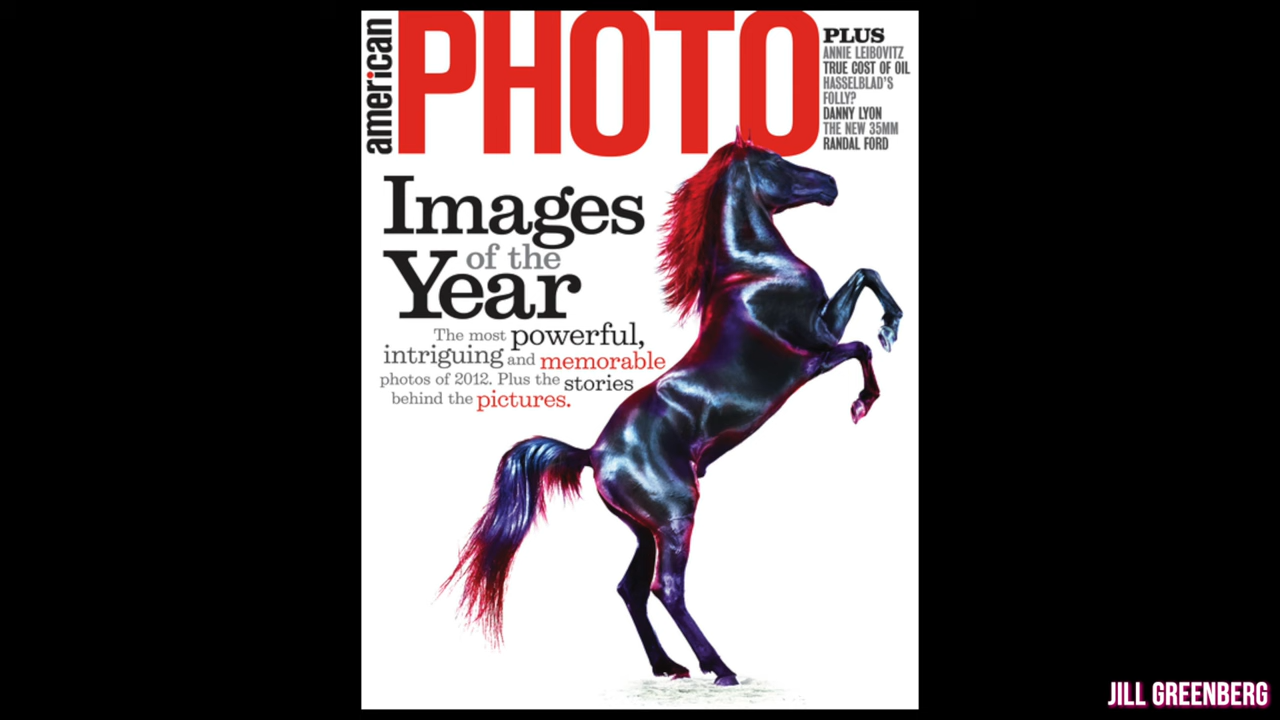 american
PHOTO
PLUS
ANNIE LEIBOVITZ
TRUE COST OF OIL
HASSELBLAD'S
FOLLY?
DANNY LYON
THE NEW 35MM
RANDAL FORD
Images
of the
Year
The most powerful,
intriguing and memorable
photos of 2012. Plus the stories
behind the pictures.
JILL GREENBERG